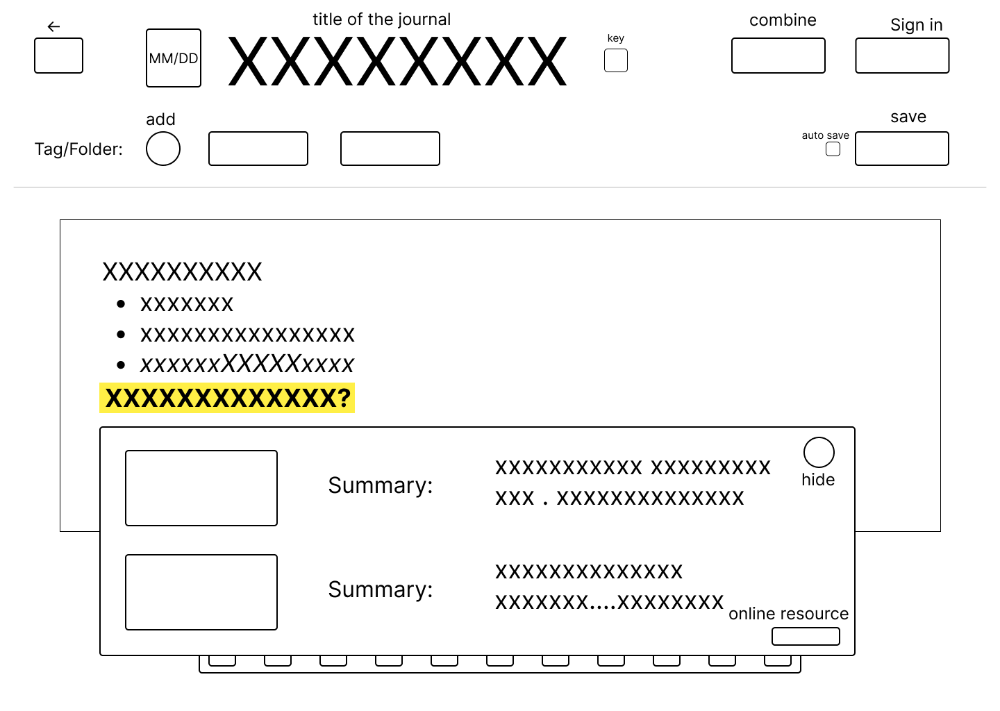 ←
title of the journal
combine
Sign in
key
MM/DD
XXXXXXXX
add
save
auto save
Tag/Folder:
XXXXXXXXXX
• xxxxxxx
• xxxxxxxxxxxxxxxx
• xxxxxxXXXXXxxxx
XXXXXXXXXXXXX?
Summary:
xxxxxxxxxxx xxxxxxxxx
xxx . xxxxxxxxxxxxxx
hide
Summary:
xxxxxxxxxxxxxx
xxxxxxx....xxxxxxxx
online resource